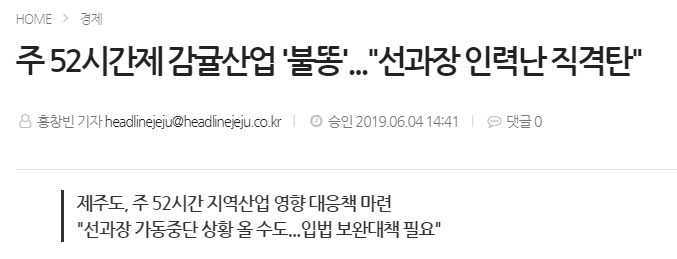 HOME > 경제
주 52시간제 감귤산업 '불똥'..."선과장 인력난 직격탄"
홍창빈 기자 headlinejeju@headlinejeju.co.kr | 승인 2019.06.04 14:41 | 댓글 0
제주도, 주 52시간 지역산업 영향 대응책 마련
"선과장 가동중단 상황 올 수도...입법 보완대책 필요"